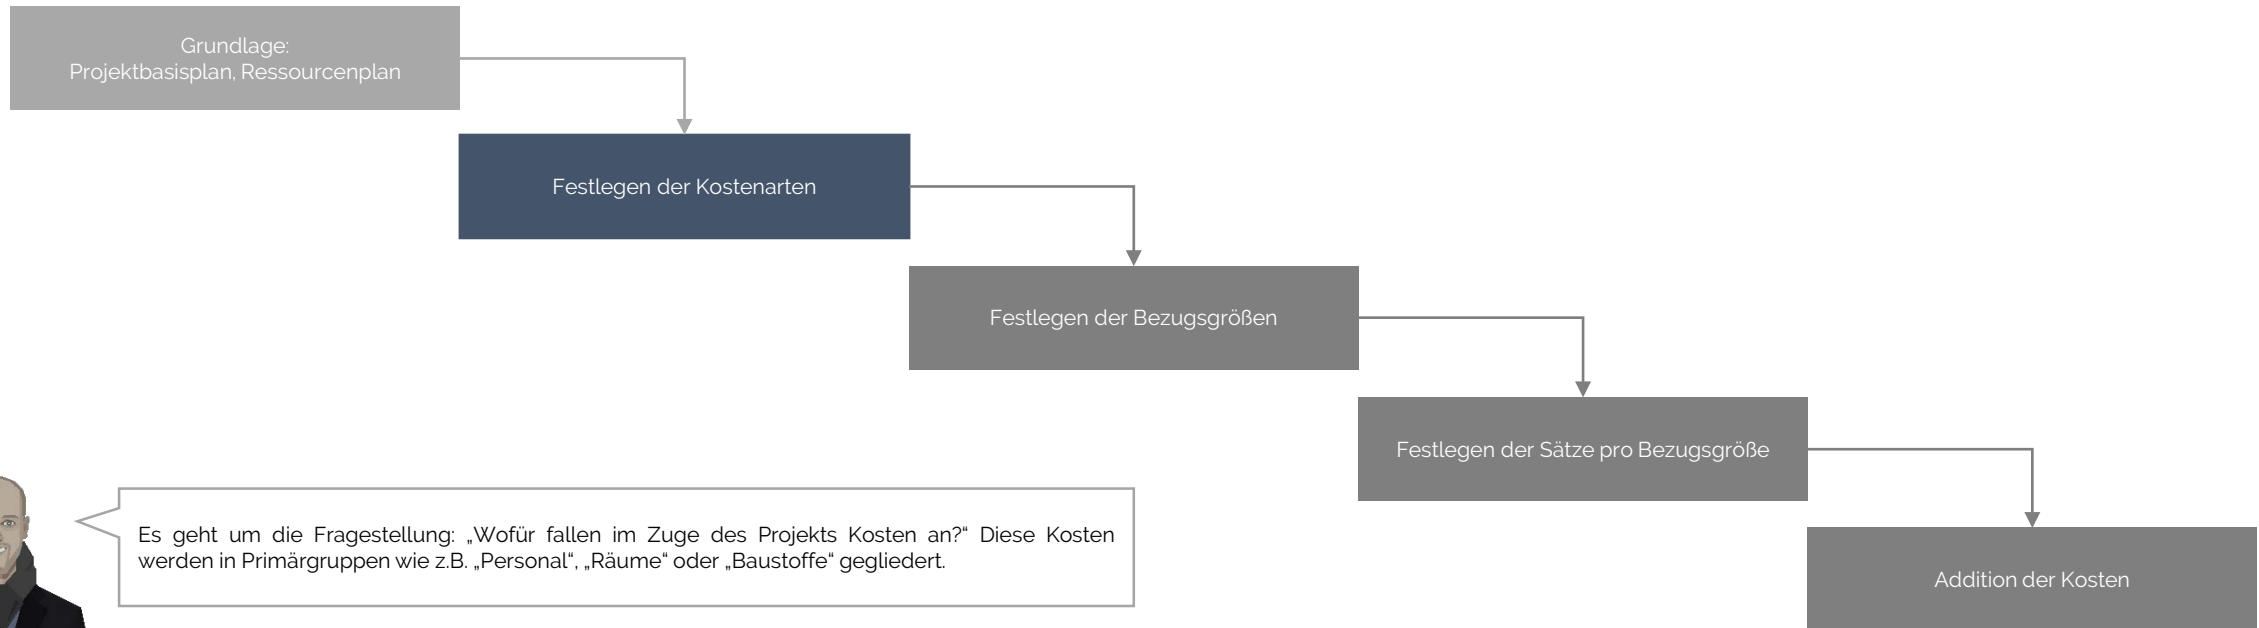 Grundlage:
Projektbasisplan, Ressourcenplan
Festlegen der Kostenarten
Festlegen der Bezugsgrößen
Festlegen der Sätze pro Bezugsgröße
Es geht um die Fragestellung: „Wofür fallen im Zuge des Projekts Kosten an?“ Diese Kosten
werden in Primärgruppen wie z.B. „Personal“, „Räume“ oder „Baustoffe“ gegliedert.
Addition der Kosten